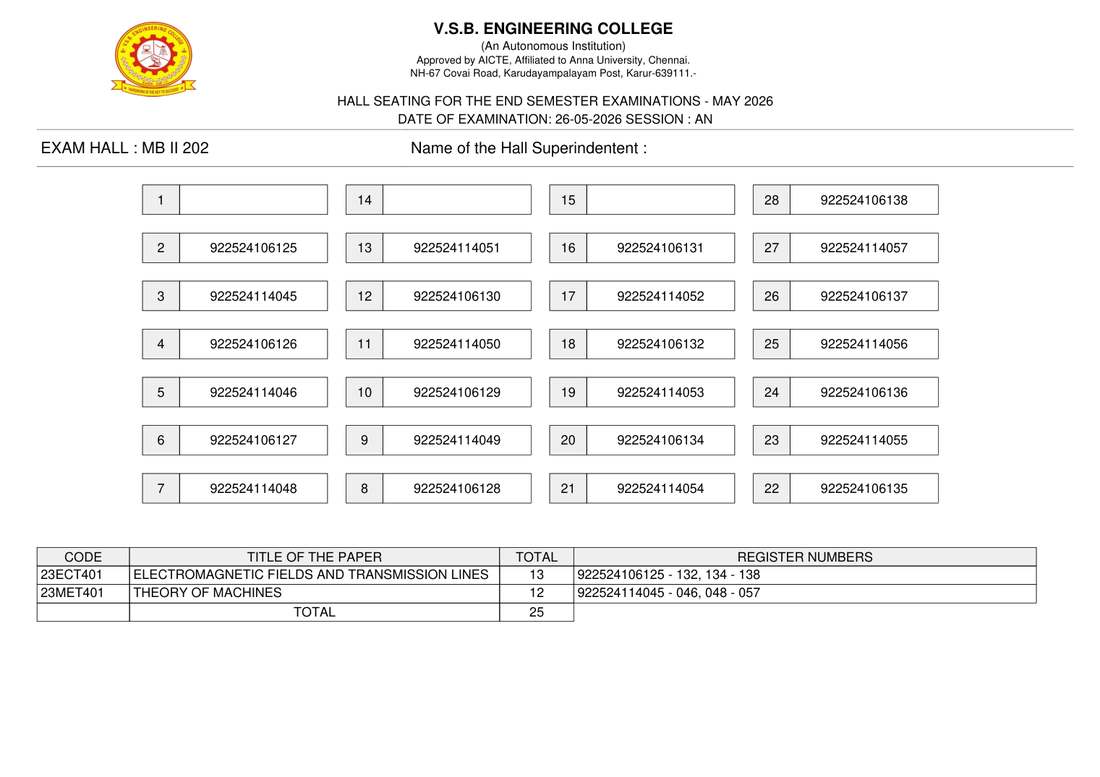 V.S.B. ENGINEERING COLLEGE
(An Autonomous Institution)
Approved by AICTE, Affiliated to Anna University, Chennai.
NH-67 Covai Road, Karudayampalayam Post, Karur-639111.-
HALL SEATING FOR THE END SEMESTER EXAMINATIONS - MAY 2026
DATE OF EXAMINATION: 26-05-2026 SESSION : AN
EXAM HALL : MB II 202 Name of the Hall Superindentent :
1 14 15 28 922524106138
2 922524106125 13 922524114051 16 922524106131 27 922524114057
3 922524114045 12 922524106130 17 922524114052 26 922524106137
4 922524106126 11 922524114050 18 922524106132 25 922524114056
5 922524114046 10 922524106129 19 922524114053 24 922524106136
6 922524106127 9 922524114049 20 922524106134 23 922524114055
7 922524114048 8 922524106128 21 922524114054 22 922524106135
CODE TITLE OF THE PAPER TOTAL REGISTER NUMBERS
23ECT401 ELECTROMAGNETIC FIELDS AND TRANSMISSION LINES 13 922524106125 - 132, 134 - 138
23MET401 THEORY OF MACHINES 12 922524114045 - 046, 048 - 057
TOTAL 25